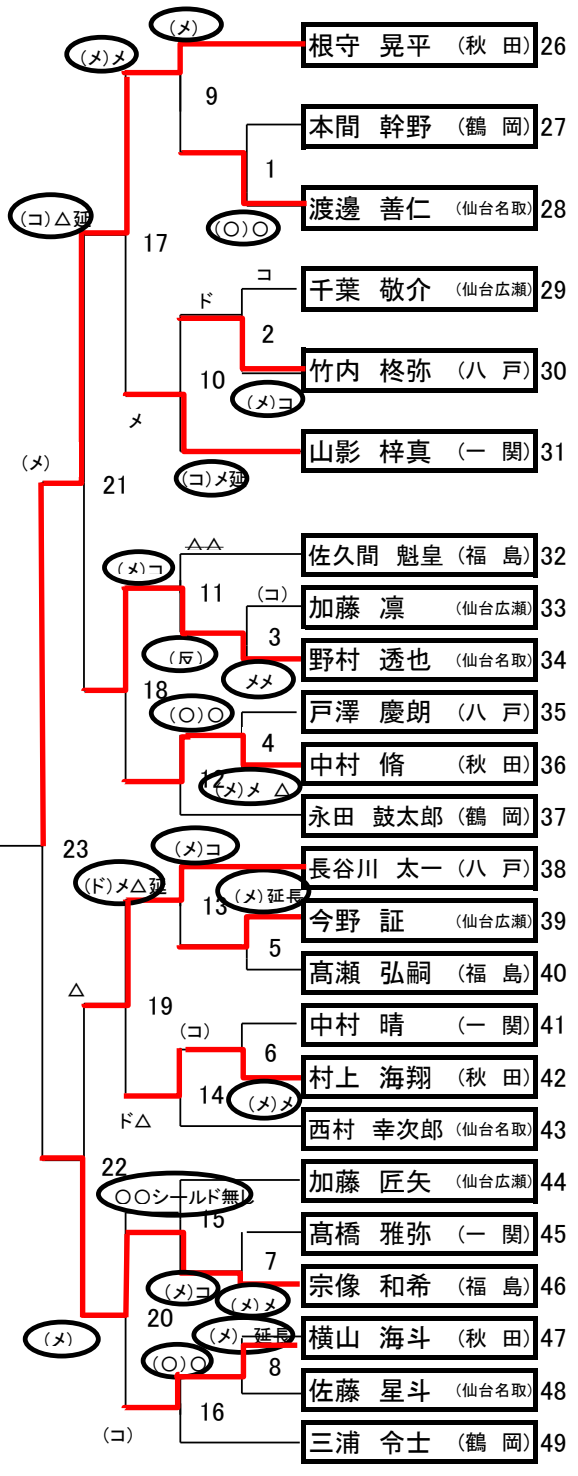 (メ)
(メ)メ
根守 晃平 (秋 田) 26
9
本間 幹野 (鶴 岡) 27
1
渡邊 善仁 (仙台名取) 28
(コ)△延
(〇)〇
17
千葉 敬介 (仙台広瀬) 29
コ
ド
2
竹内 柊弥 (八 戸) 30
10
(メ)コ
メ
山影 梓真 (一 関) 31
(メ)
(コ)メ延
21
△△
佐久間 魁皇 (福 島) 32
(メ)コ
11
(コ)
加藤 凛 (仙台広瀬) 33
3
(反)
野村 透也 (仙台名取) 34
メメ
18
(〇)〇
戸澤 慶朗 (八 戸) 35
4
中村 脩 (秋 田) 36
12
(メ)メ △
永田 鼓太郎 (鶴 岡) 37
23
(メ)コ
長谷川 太一 (八 戸) 38
(ド)メ△延
(メ)延長
13
今野 証 (仙台広瀬) 39
5
髙瀬 弘嗣 (福 島) 40
△
19
(コ)
中村 晴 (一 関) 41
6
村上 海翔 (秋 田) 42
14
(メ)メ
ド△
西村 幸次郎 (仙台名取) 43
22
加藤 匠矢 (仙台広瀬) 44
〇〇シールド無し
15
髙橋 雅弥 (一 関) 45
7
宗像 和希 (福 島) 46
(メ)コ
(メ)メ
20
(メ) 延長
横山 海斗 (秋 田) 47
(メ)
(〇)〇
8
佐藤 星斗 (仙台名取) 48
16
(コ)
三浦 令士 (鶴 岡) 49